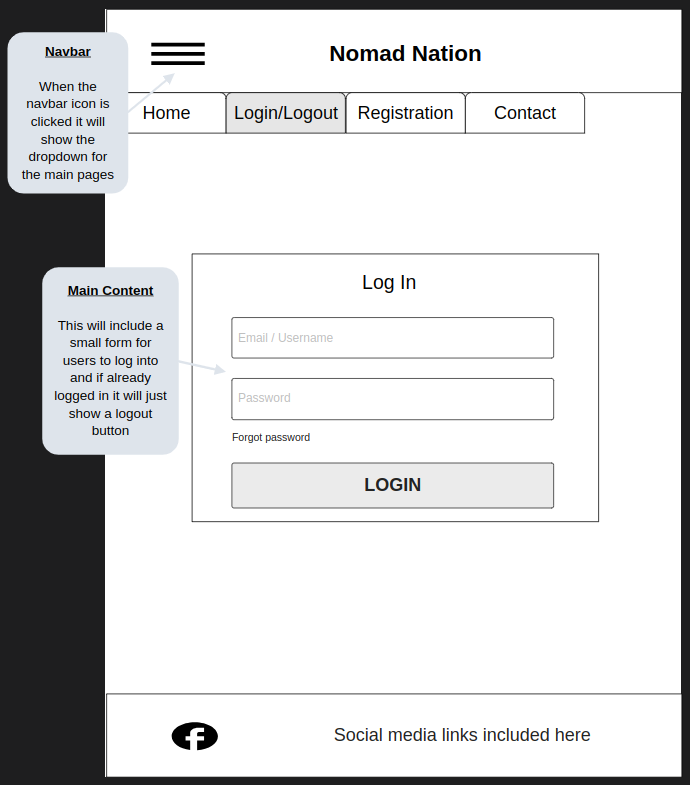 Navbar
When the
navbar icon is
clicked it will
show the
dropdown for
the main pages
Nomad Nation
Home Login/Logout Registration Contact
Main Content
This will include a
small form for
users to log into
and if already
logged in it will just
show a logout
button
Log In
Email / Username
Password
Forgot password
LOGIN
f Social media links included here